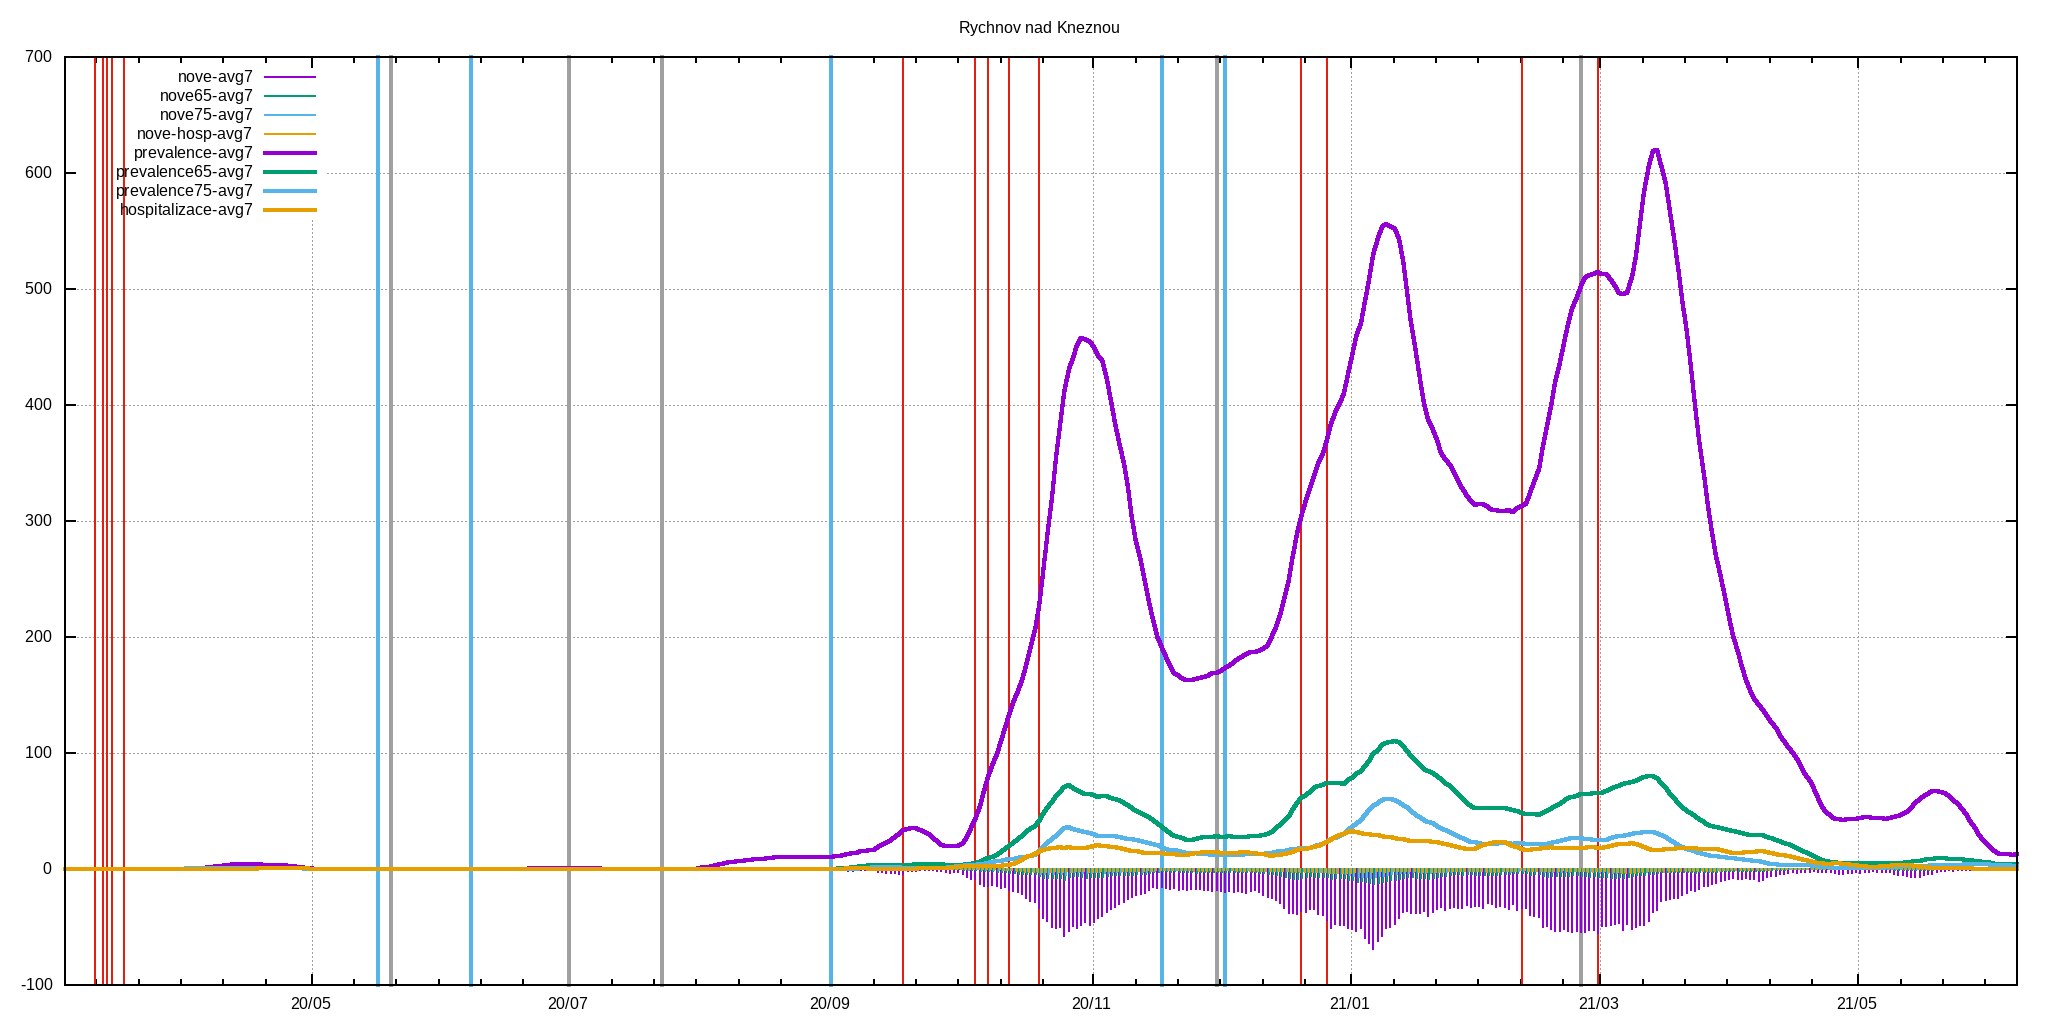 Rychnov nad Kneznou
700
600
500
400
300
200
100
0
-100
nove-avg7
nove65-avg7
nove75-avg7
nove-hosp-avg7
prevalence-avg7
prevalence65-avg7
prevalence75-avg7
hospitalizace-avg7
20/05
20/07
20/09
20/11
21/01
21/03
21/05